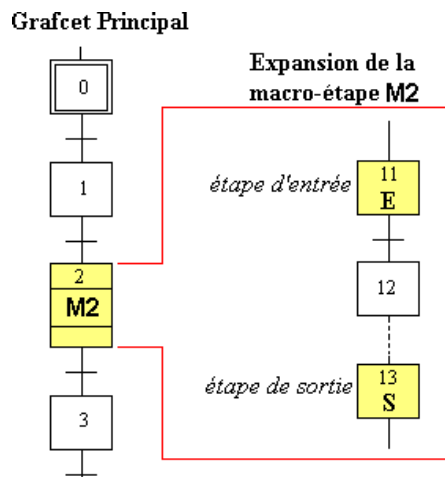 Grafcet Principal
0
1
2
M2
3
Expansion de la
macro-étape M2
étape d'entrée
11
E
12
étape de sortie
13
S